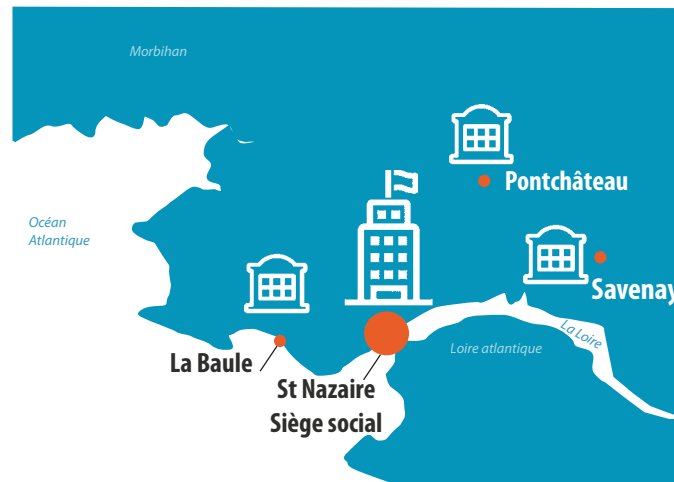 Morbihan
Pontchâteau
Océan
Atlantique
Savenay
La Loire
Loire atlantique
La Baule
St Nazaire
Siège social